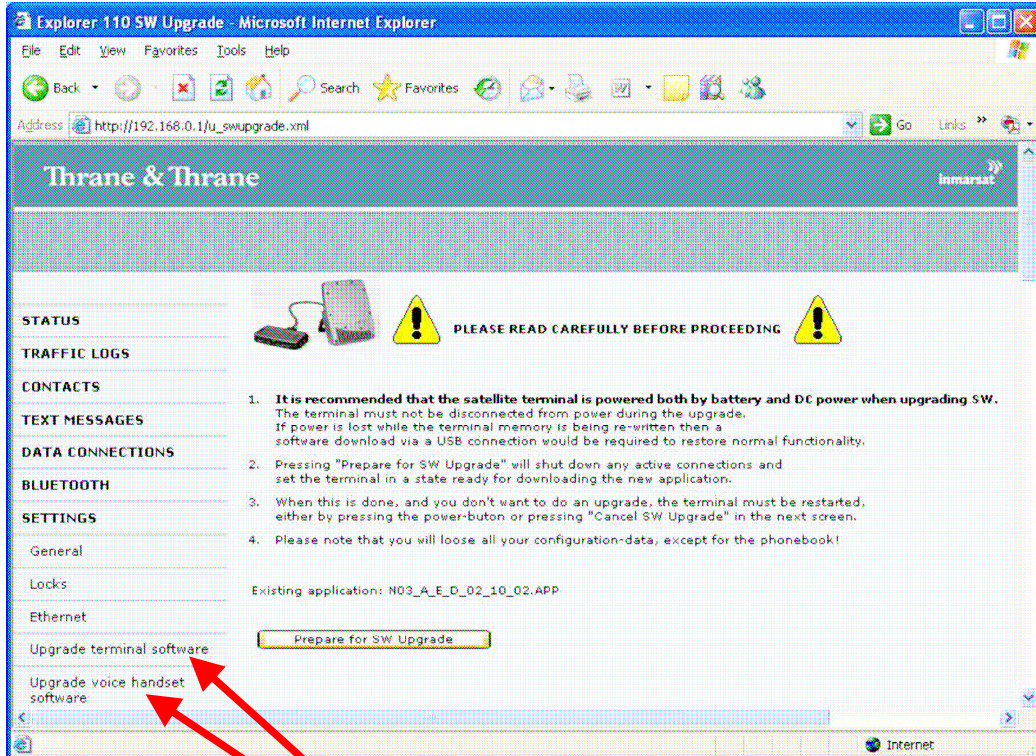 Explorer 110 SW Upgrade - Microsoft Internet Explorer
File Edit View Favorites Tools Help
Back Search Favorites
Address http://192.168.0.1/u_swupgrade.xml Go Links
Thrane & Thrane
inmarsat
STATUS
TRAFFIC LOGS
CONTACTS
TEXT MESSAGES
DATA CONNECTIONS
BLUETOOTH
SETTINGS
General
Locks
Ethernet
Upgrade terminal software
Upgrade voice handset
software
PLEASE READ CAREFULLY BEFORE PROCEEDING
1. It is recommended that the satellite terminal is powered both by battery and DC power when upgrading SW.
The terminal must not be disconnected from power during the upgrade.
If power is lost while the terminal memory is being re-written then a
software download via a USB connection would be required to restore normal functionality.
2. Pressing "Prepare for SW Upgrade" will shut down any active connections and
set the terminal in a state ready for downloading the new application.
3. When this is done, and you don't want to do an upgrade, the terminal must be restarted,
either by pressing the power-buton or pressing "Cancel SW Upgrade" in the next screen.
4. Please note that you will loose all your configuration-data, except for the phonebook!
Existing application: N03_A_E_D_02_10_02.APP
Prepare for SW Upgrade
Internet